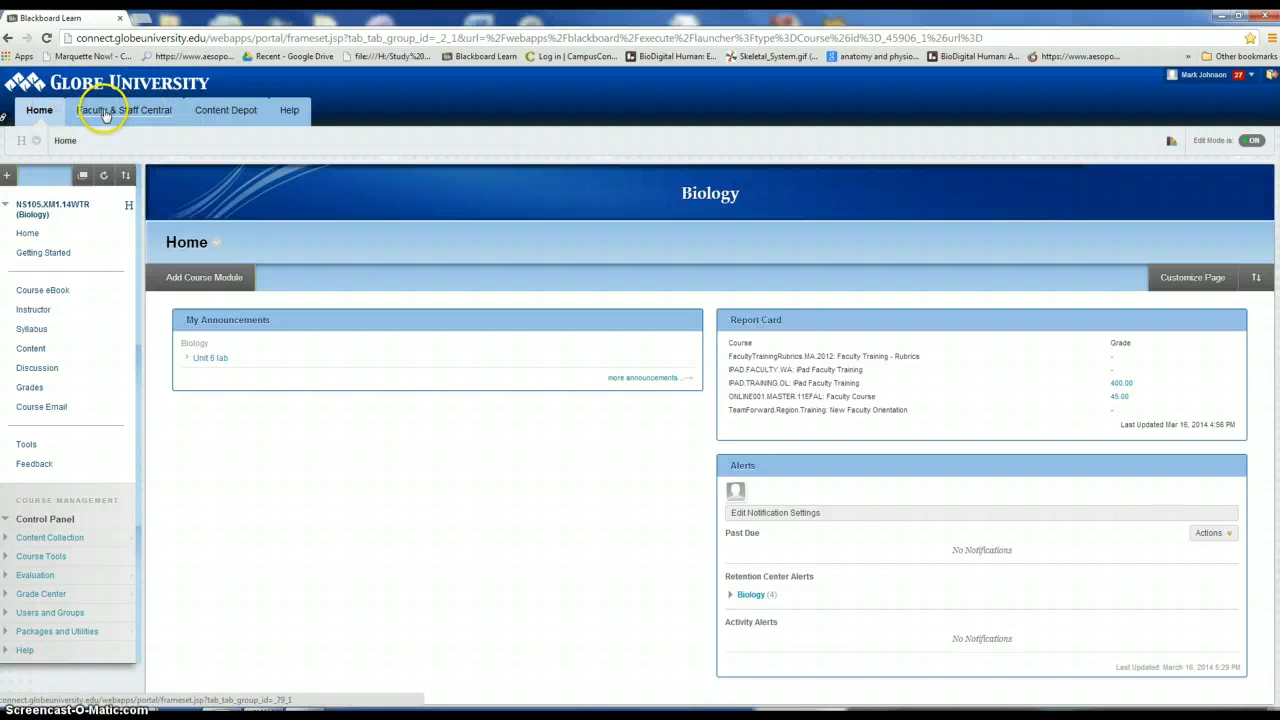 Blackboard Learn
connect.globeuniversity.edu/webapps/portal/frameset.jsp?tab_tab_group_id=_2_1&url=%2Fwebapps%2Fblackboard%2Fexecute%2Flauncher%3Ftype%3DCourse%26id%3D_45906_1%26url%3D
Apps Marquette Now! - C... https://www.aesopo... Recent - Google Drive file:///H:/Study%20... Blackboard Learn Log in | CampusCon... BioDigital Human: E... Skeletal_System.gif (... anatomy and physio... BioDigital Human: A... https://www.aesopo... » Other bookmarks
GLOBE UNIVERSITY
Mark Johnson 27
Home Faculty & Staff Central Content Depot Help
H Home Edit Mode is: ON
NS105.XM1.14WTR
(Biology)
H
Home
Getting Started
Course eBook
Instructor
Syllabus
Content
Discussion
Grades
Course Email
Tools
Feedback
COURSE MANAGEMENT
Control Panel
Content Collection
Course Tools
Evaluation
Grade Center
Users and Groups
Packages and Utilities
Help
Biology
Home
Add Course Module Customize Page
My Announcements
Biology
Unit 6 lab
more announcements...
Report Card
Course Grade
FacultyTrainingRubrics.MA.2012: Faculty Training - Rubrics -
IPAD.FACULTY.WA: iPad Faculty Training -
IPAD.TRAINING.OL: iPad Faculty Training 400.00
ONLINE001.MASTER.11EFAL: Faculty Course 45.00
TeamForward.Region.Training: New Faculty Orientation -
Last Updated Mar 16, 2014 4:56 PM
Alerts
Edit Notification Settings
Past Due Actions
No Notifications
Retention Center Alerts
Biology (4)
Activity Alerts
No Notifications
Last Updated: March 16, 2014 5:29 PM
connect.globeuniversity.edu/webapps/portal/frameset.jsp?tab_tab_group_id=_79_1
Screencast-O-Matic.com